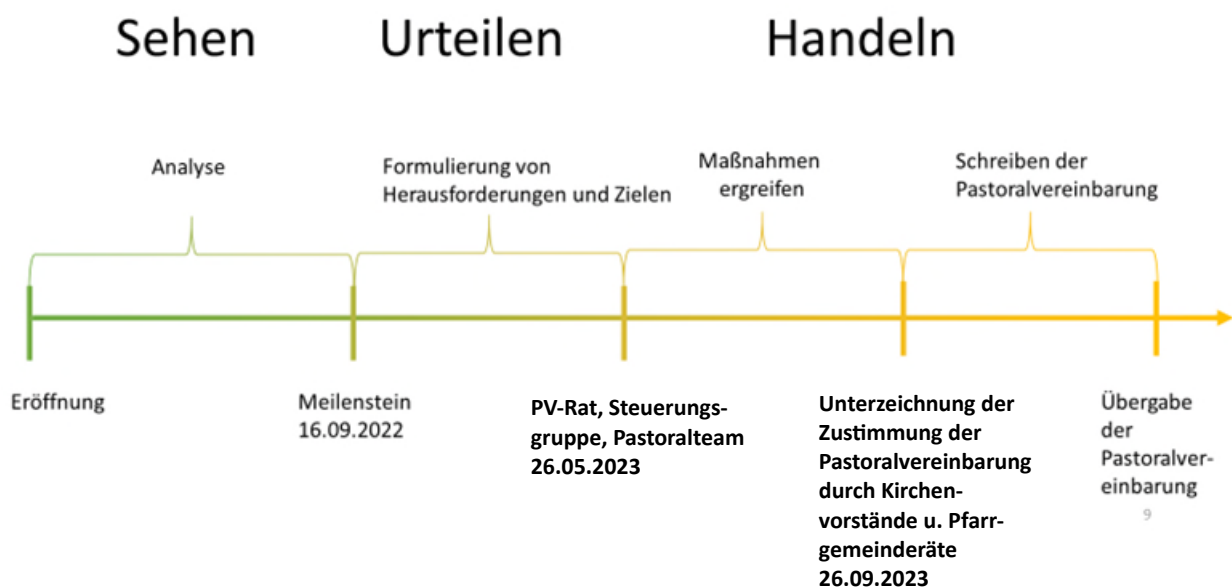 Sehen Urteilen Handeln
Analyse
Formulierung von
Herausforderungen und Zielen
Maßnahmen
ergreifen
Schreiben der
Pastoralvereinbarung
Eröffnung
Meilenstein
16.09.2022
PV-Rat, Steuerungs-
gruppe, Pastoralteam
26.05.2023
Unterzeichnung der
Zustimmung der
Pastoralvereinbarung
durch Kirchen-
vorstände u. Pfarr-
gemeinderäte
26.09.2023
Übergabe
der
Pastoralver-
einbarung
9